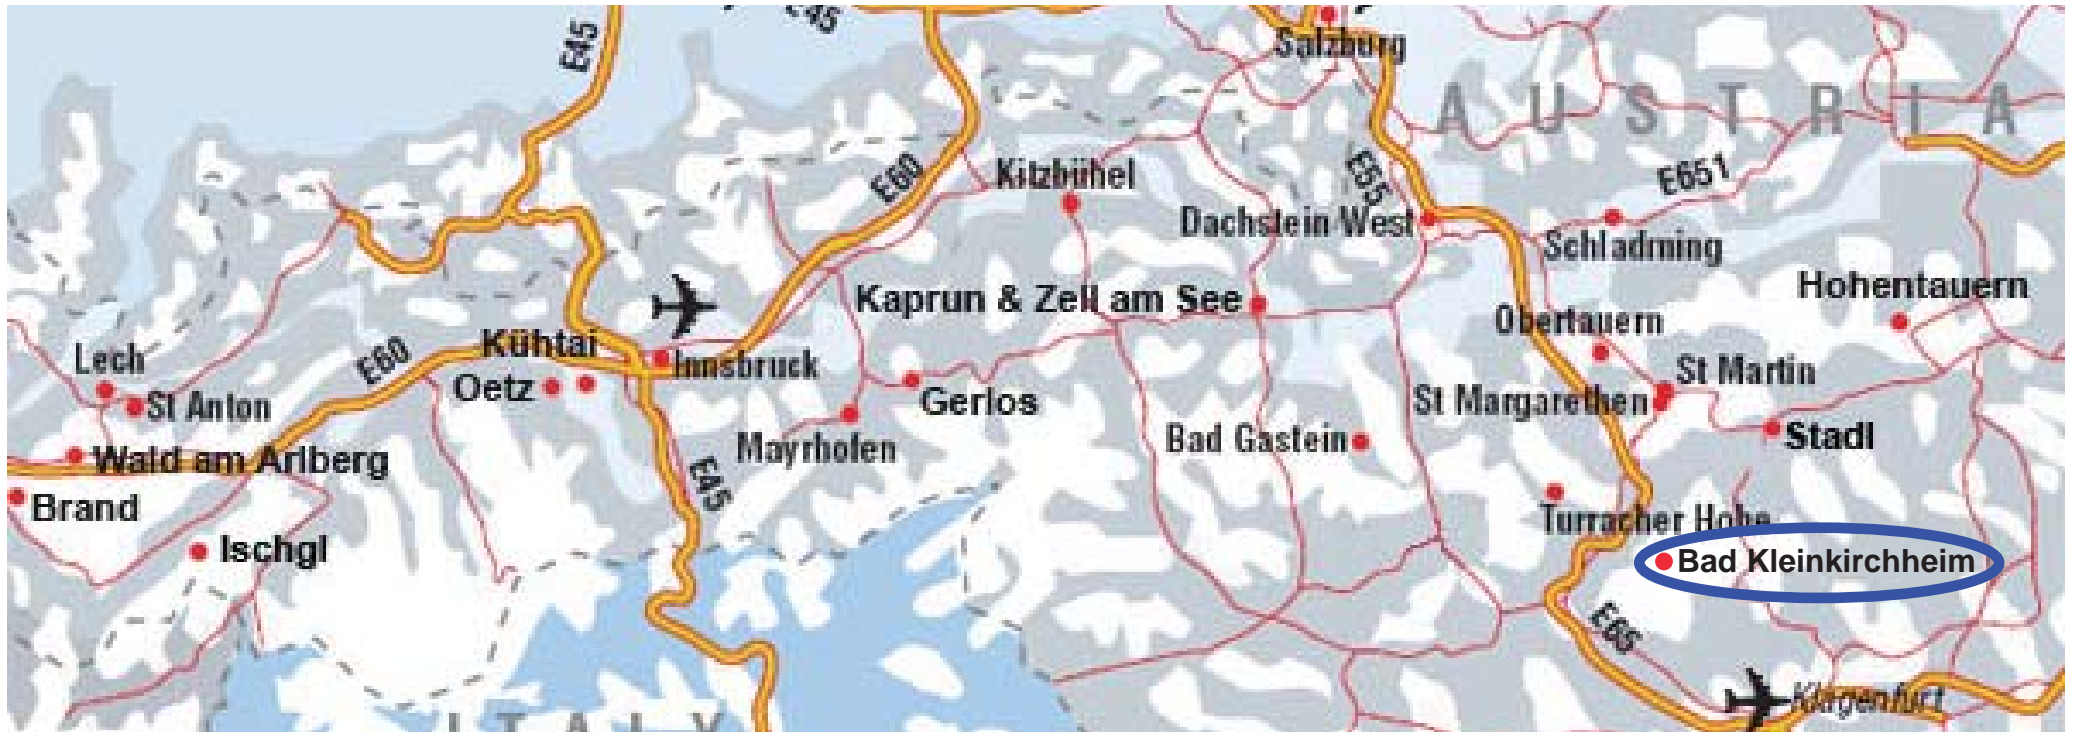 E45
E45
Salzburg
A U S T R I A
E60
Kitzbühel
E55
E651
Dachstein West
Schladming
Hohentauern
Kaprun & Zell am See
Obertauern
Kühtai
Innsbruck
Lech
E60
Oetz
St Anton
Gerlos
St Martin
St Margarethen
Mayrhofen
Bad Gastein
Stadl
Wald am Arlberg
E45
Brand
Turracher Hohe
Ischgl
Bad Kleinkirchheim
E65
Klagenfurt
I T A L Y